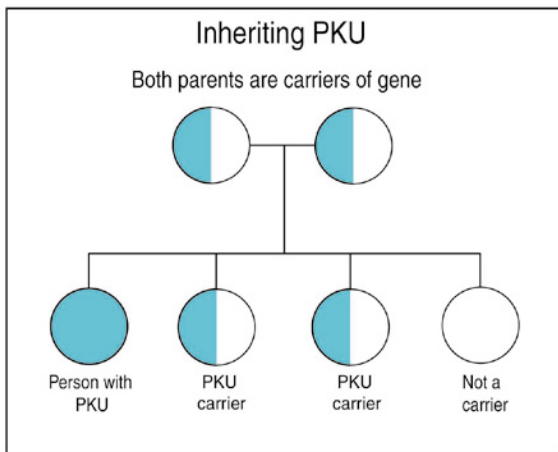 Inheriting PKU
Both parents are carriers of gene
Person with
PKU
PKU
carrier
PKU
carrier
Not a
carrier